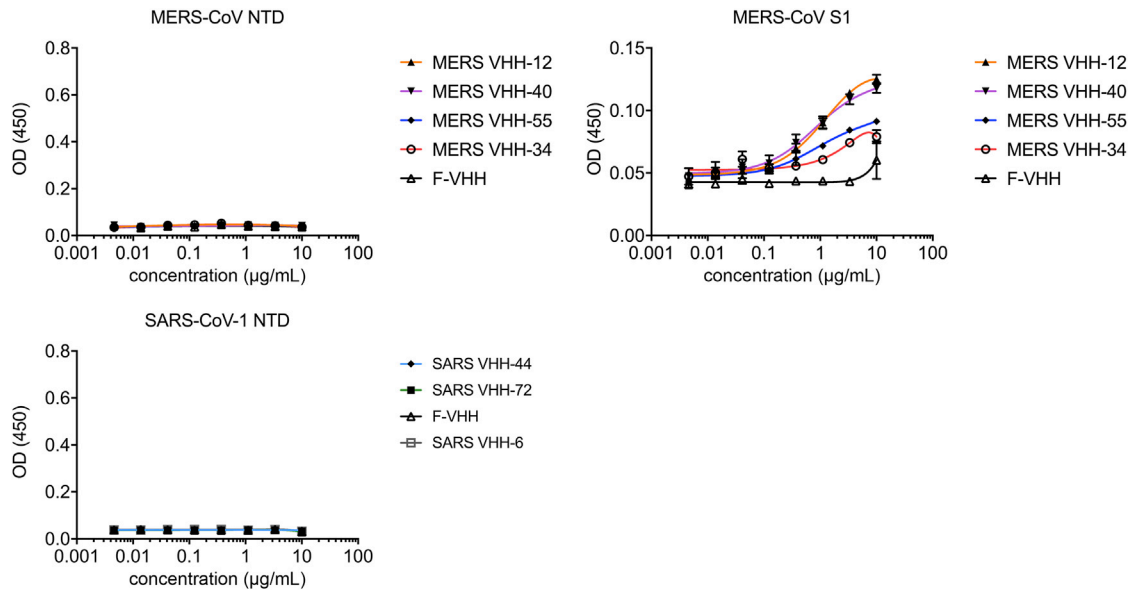 MERS-CoV NTD
0.8
0.6
0.4
0.2
0.0
OD (450)
0.001
0.01
0.1
1
10
100
concentration (µg/mL)
MERS VHH-12
MERS VHH-40
MERS VHH-55
MERS VHH-34
F-VHH
MERS-CoV S1
0.15
0.10
0.05
0.00
OD (450)
0.001
0.01
0.1
1
10
100
concentration (µg/mL)
MERS VHH-12
MERS VHH-40
MERS VHH-55
MERS VHH-34
F-VHH
SARS-CoV-1 NTD
0.8
0.6
0.4
0.2
0.0
OD (450)
0.001
0.01
0.1
1
10
100
concentration (µg/mL)
SARS VHH-44
SARS VHH-72
F-VHH
SARS VHH-6